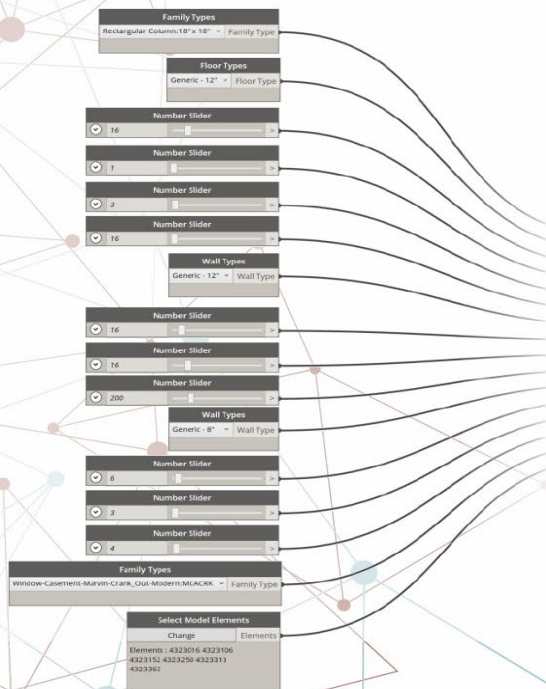 Family Types
Rectangular Column:18"x 18" Family Type
Floor Types
Generic - 12" Floor Type
Number Slider
16 >
Number Slider
1 >
Number Slider
3 >
Number Slider
16 >
Wall Types
Generic - 12" Wall Type
Number Slider
16 >
Number Slider
16 >
Number Slider
200 >
Wall Types
Generic - 8" Wall Type
Number Slider
6 >
Number Slider
3 >
Number Slider
4 >
Family Types
Window-Casement-Marvin-Crank_Out-Modern:MCACRK Family Type
Select Model Elements
Change Elements
Elements : 4323016 4323106
4323152 4323250 4323313
4323363